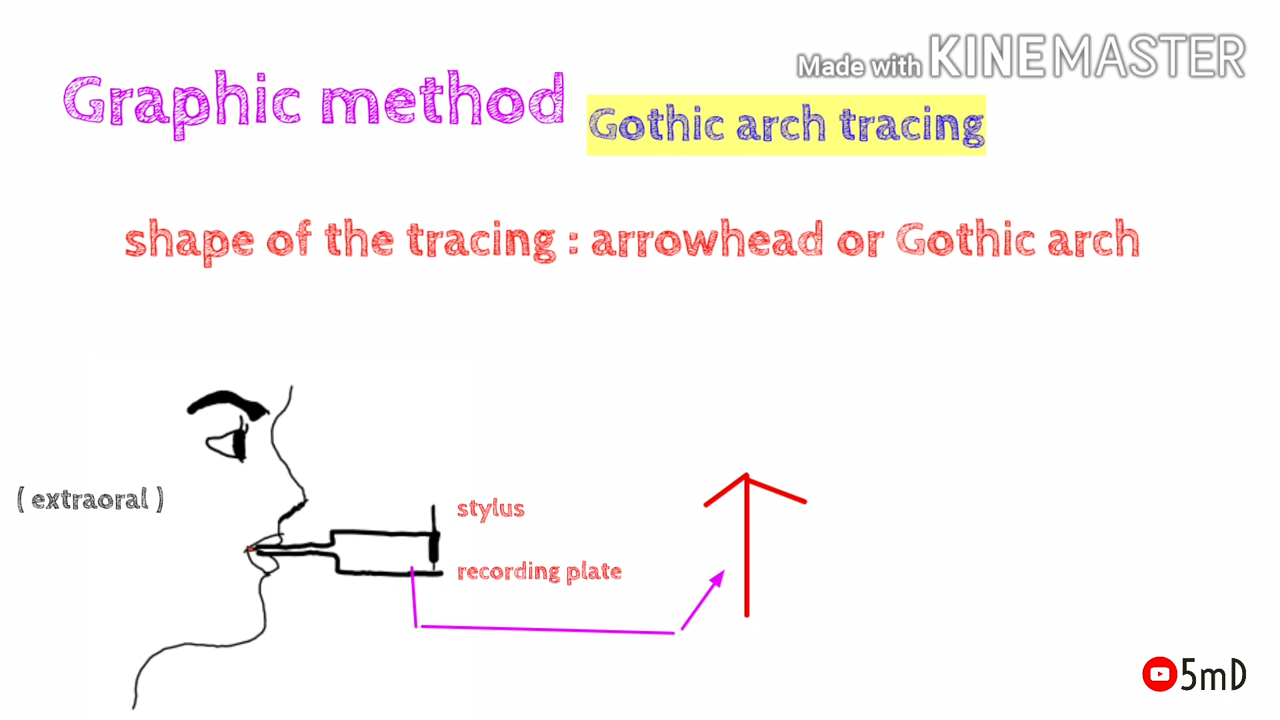 Made with KINEMASTER
Graphic method
Gothic arch tracing
shape of the tracing : arrowhead or Gothic arch
( extraoral )
stylus
recording plate
5mD